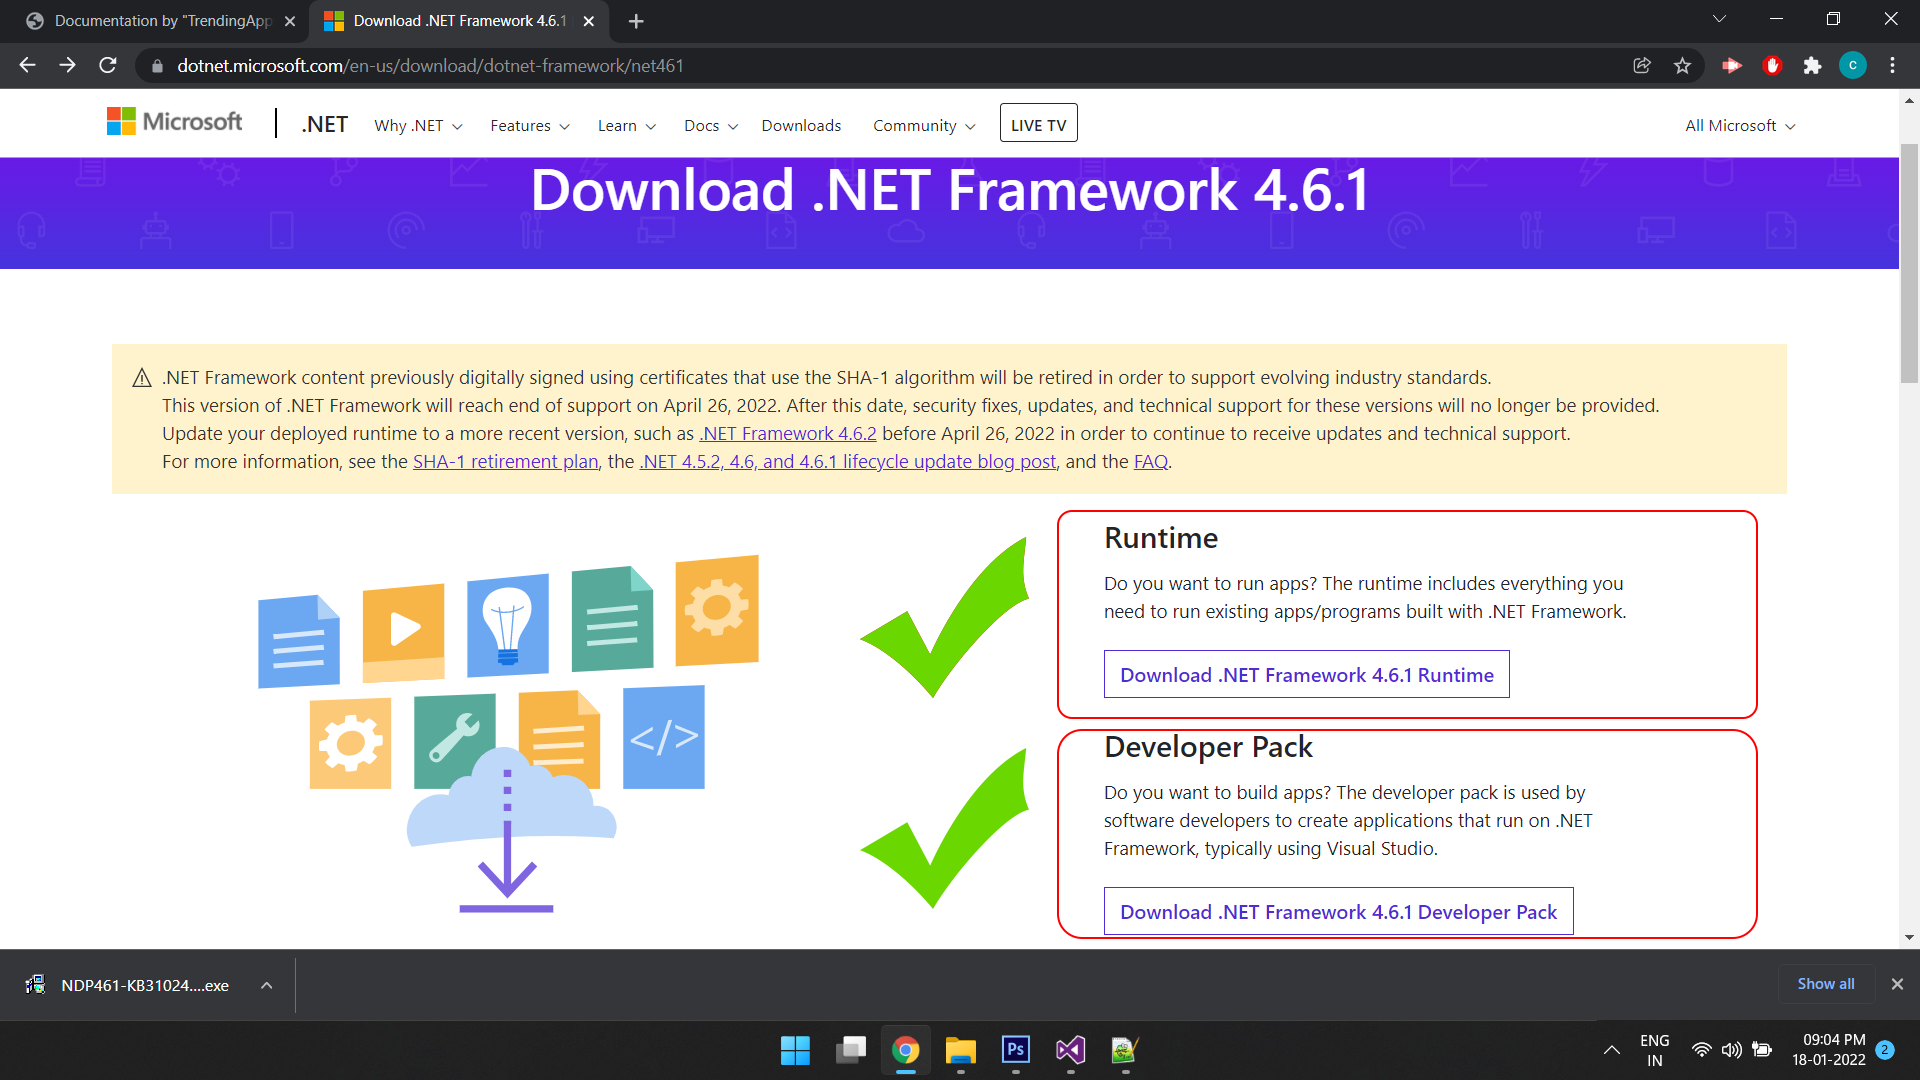 Documentation by "TrendingApp
Download .NET Framework 4.6.1
dotnet.microsoft.com/en-us/download/dotnet-framework/net461
c
Microsoft
.NET
Why .NET
Features
Learn
Docs
Downloads
Community
LIVE TV
All Microsoft
Download .NET Framework 4.6.1
.NET Framework content previously digitally signed using certificates that use the SHA-1 algorithm will be retired in order to support evolving industry standards.
This version of .NET Framework will reach end of support on April 26, 2022. After this date, security fixes, updates, and technical support for these versions will no longer be provided.
Update your deployed runtime to a more recent version, such as .NET Framework 4.6.2 before April 26, 2022 in order to continue to receive updates and technical support.
For more information, see the SHA-1 retirement plan, the .NET 4.5.2, 4.6, and 4.6.1 lifecycle update blog post, and the FAQ.
Runtime
Do you want to run apps? The runtime includes everything you
need to run existing apps/programs built with .NET Framework.
Download .NET Framework 4.6.1 Runtime
Developer Pack
Do you want to build apps? The developer pack is used by
software developers to create applications that run on .NET
Framework, typically using Visual Studio.
Download .NET Framework 4.6.1 Developer Pack
</>
NDP461-KB31024....exe
Show all
Ps
ENG
IN
09:04 PM
18-01-2022
2